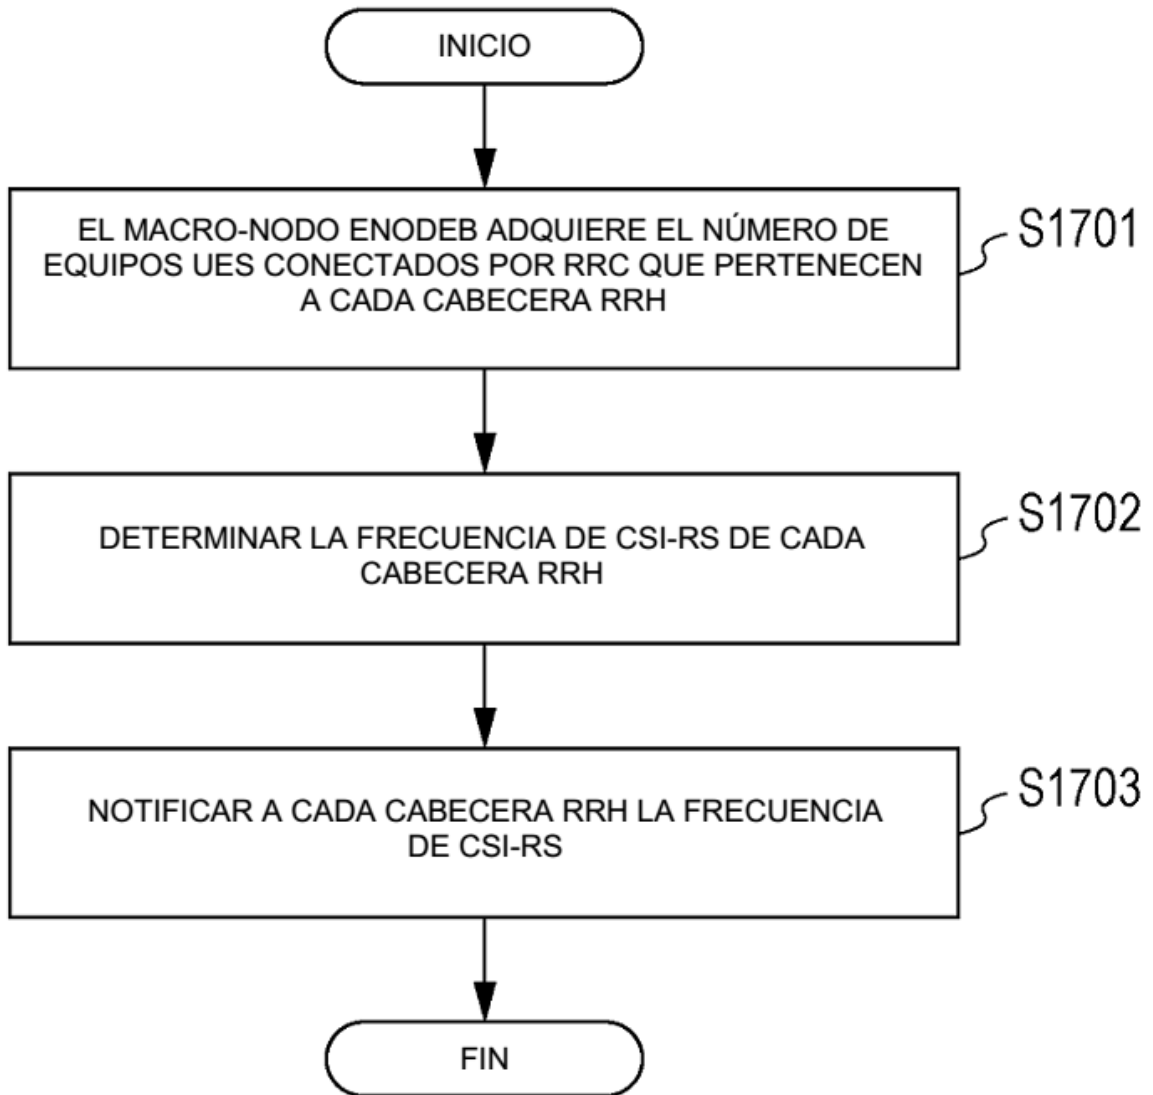 INICIO
EL MACRO-NODO ENODEB ADQUIERE EL NÚMERO DE
EQUIPOS UES CONECTADOS POR RRC QUE PERTENECEN
A CADA CABECERA RRH
S1701
DETERMINAR LA FRECUENCIA DE CSI-RS DE CADA
CABECERA RRH
S1702
NOTIFICAR A CADA CABECERA RRH LA FRECUENCIA
DE CSI-RS
S1703
FIN